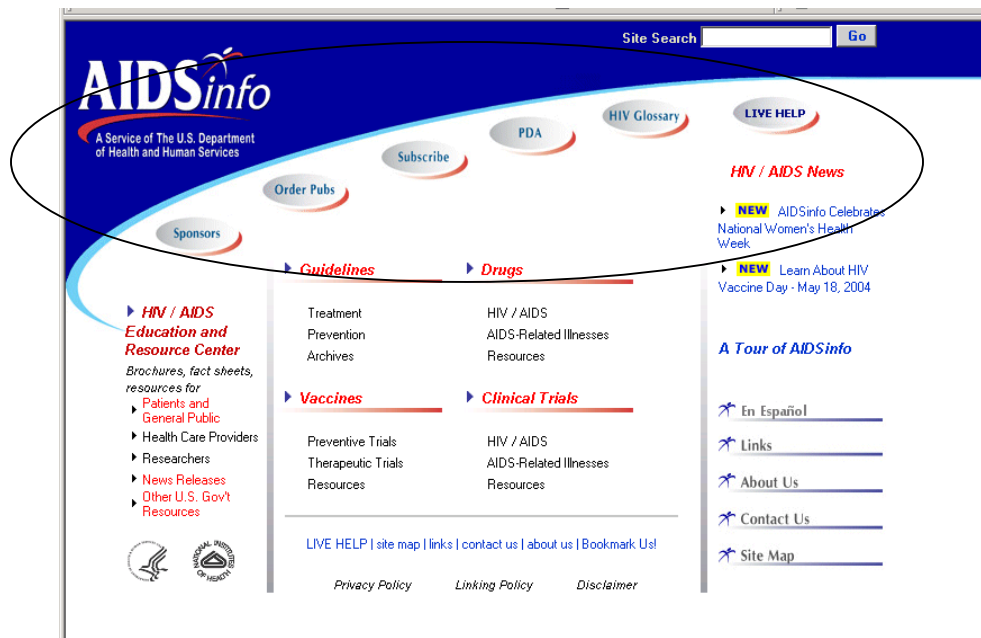 Site Search
Go
AIDSinfo
A Service of The U.S. Department
of Health and Human Services
Sponsors
Order Pubs
Subscribe
PDA
HIV Glossary
LIVE HELP
HIV / AIDS
Education and
Resource Center
Brochures, fact sheets,
resources for
Patients and
General Public
Health Care Providers
Researchers
News Releases
Other U.S. Gov't
Resources
NATIONAL INSTITUTES
OF HEALTH
Guidelines
Treatment
Prevention
Archives
Drugs
HIV / AIDS
AIDS-Related Illnesses
Resources
Vaccines
Preventive Trials
Therapeutic Trials
Resources
Clinical Trials
HIV / AIDS
AIDS-Related Illnesses
Resources
LIVE HELP | site map | links | contact us | about us | Bookmark Us!
Privacy Policy Linking Policy Disclaimer
HIV / AIDS News
NEW AIDSinfo Celebrates
National Women's Health
Week
NEW Learn About HIV
Vaccine Day - May 18, 2004
A Tour of AIDSinfo
En Español
Links
About Us
Contact Us
Site Map